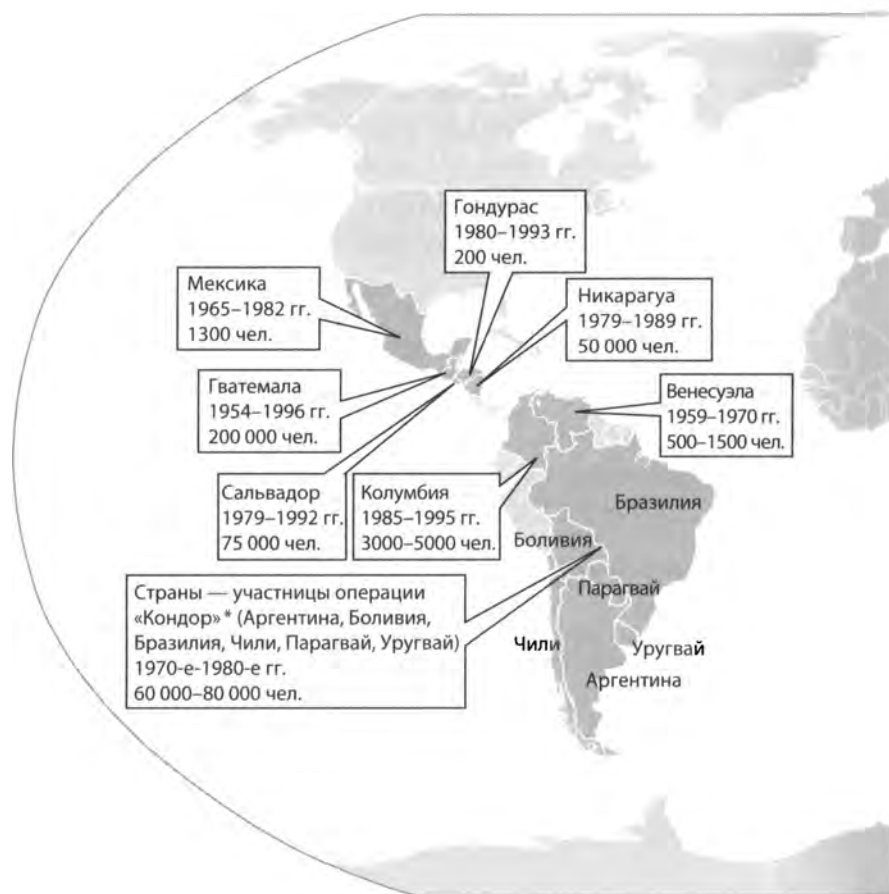 Гондурас
1980–1993 гг.
200 чел.
Мексика
1965–1982 гг.
1300 чел.
Никарагуа
1979–1989 гг.
50 000 чел.
Гватемала
1954–1996 гг.
200 000 чел.
Венесуэла
1959–1970 гг.
500–1500 чел.
Сальвадор
1979–1992 гг.
75 000 чел.
Колумбия
1985–1995 гг.
3000–5000 чел.
Бразилия
Боливия
Парагвай
Страны — участницы операции
«Кондор»* (Аргентина, Боливия,
Бразилия, Чили, Парагвай, Уругвай)
1970-е-1980-е гг.
60 000–80 000 чел.
Чили
Уругвай
Аргентина